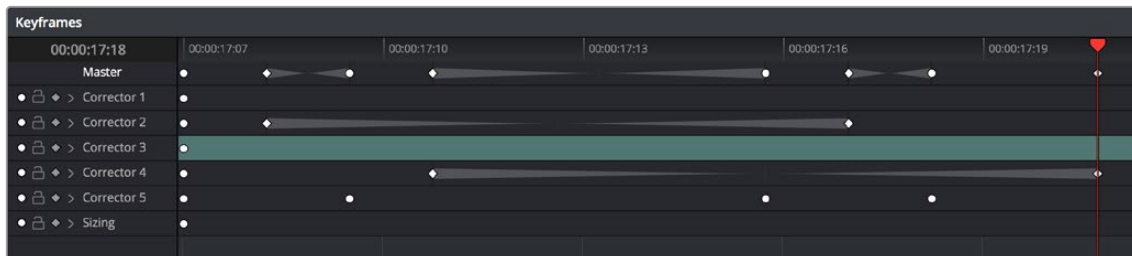 Keyframes
00:00:17:18 00:00:17:07 00:00:17:10 00:00:17:13 00:00:17:16 00:00:17:19
Master
Corrector 1
Corrector 2
Corrector 3
Corrector 4
Corrector 5
Sizing